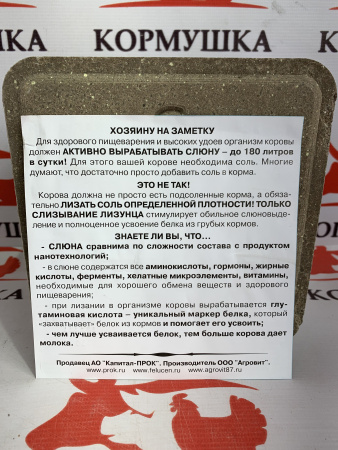 КОРМУШКА
ХОЗЯИНУ НА ЗАМЕТКУ
Для здорового пищеварения и высоких удоев организм коровы
должен АКТИВНО ВЫРАБАТЫВАТЬ СЛЮНУ – до 180 литров
в сутки! Для этого вашей корове необходима соль. Многие
думают, что достаточно просто добавить соль в корма.
ЭТО НЕ ТАК!
Корова должна не просто есть подсоленные корма, а обяза-
тельно ЛИЗАТЬ СОЛЬ ОПРЕДЕЛЕННОЙ ПЛОТНОСТИ! ТОЛЬКО
СЛИЗЫВАНИЕ ЛИЗУНЦА стимулирует обильное слюновыде-
ление и полноценное усвоение белка из грубых кормов.
ЗНАЕТЕ ЛИ ВЫ, ЧТО...
- СЛЮНА сравнима по сложности состава с продуктом
нанотехнологий;
- в слюне содержатся все аминокислоты, гормоны, жирные
кислоты, ферменты, хелатные микроэлементы, витамины,
необходимые для хорошего обмена веществ и здорового
пищеварения;
- при лизании в организме коровы вырабатывается глу-
таминовая кислота – уникальный маркер белка, который
«захватывает» белок из кормов и помогает его усвоить;
- чем лучше усваивается белок, тем больше корова дает
молока.
Продавец АО "Капитал-ПРОК". Производитель ООО "Агровит".
www.prok.ru www.felucen.ru www.agrovit87.ru